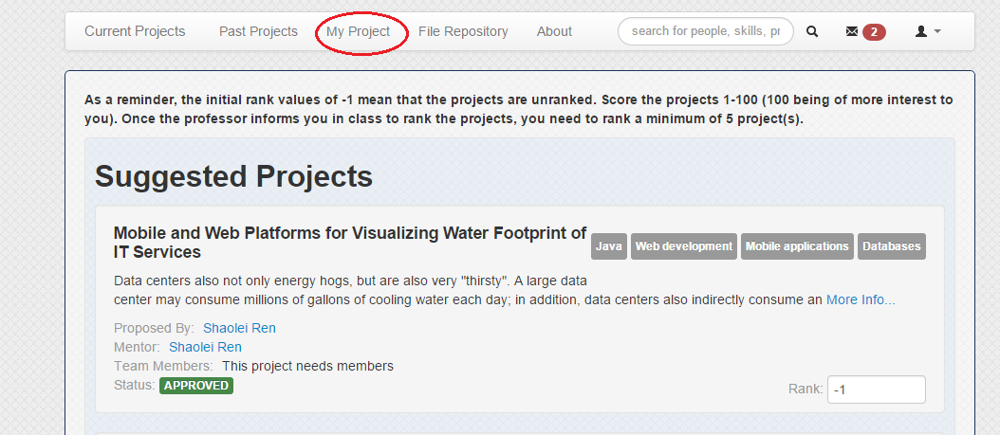 Current Projects Past Projects My Project File Repository About search for people, skills, pr 2
As a reminder, the initial rank values of -1 mean that the projects are unranked. Score the projects 1-100 (100 being of more interest to
you). Once the professor informs you in class to rank the projects, you need to rank a minimum of 5 project(s).
Suggested Projects
Mobile and Web Platforms for Visualizing Water Footprint of
IT Services
Java Web development Mobile applications Databases
Data centers also not only energy hogs, but are also very "thirsty". A large data
center may consume millions of gallons of cooling water each day; in addition, data centers also indirectly consume an More Info...
Proposed By: Shaolei Ren
Mentor: Shaolei Ren
Team Members: This project needs members
Status: APPROVED
Rank: -1